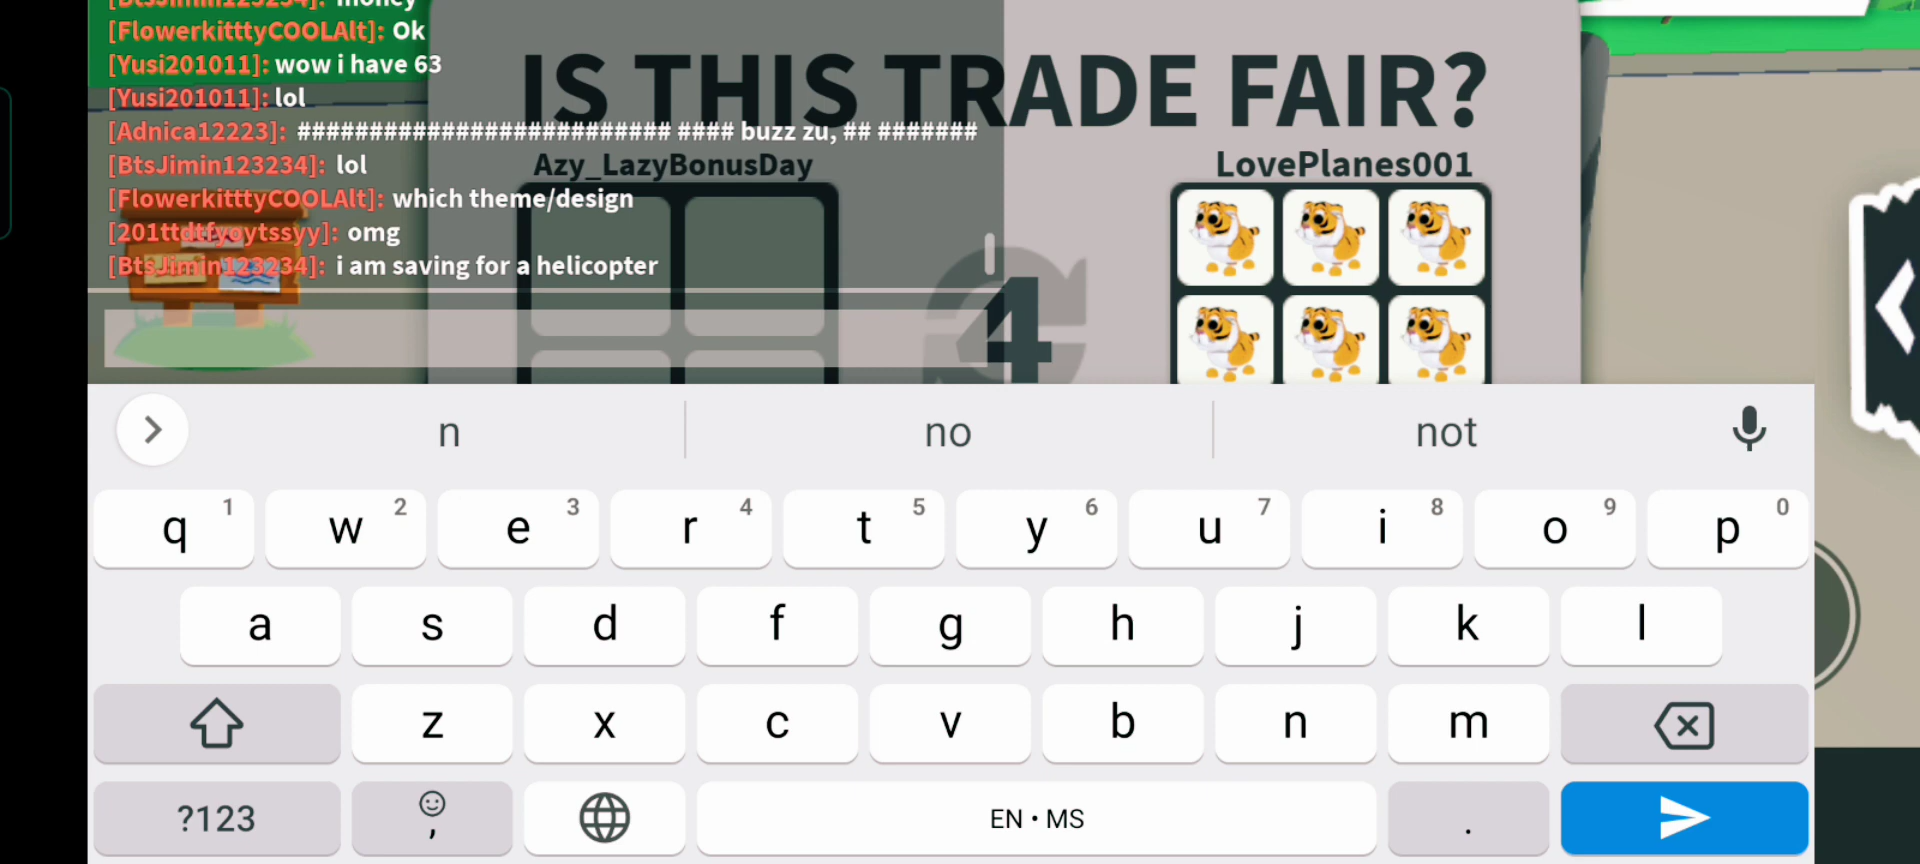 [BtsJimin123234]: money
[FlowerkitttyCOOLAlt]: Ok
[Yusi201011]: wow i have 63
[Yusi201011]: lol
[Adnica12223]: ########################## #### buzz zu, ## #######
[BtsJimin123234]: lol
[FlowerkitttyCOOLAlt]: which theme/design
[201ttdtfyoytssyy]: omg
[BtsJimin123234]: i am saving for a helicopter
IS THIS TRADE FAIR?
Azy_LazyBonusDay
LovePlanes001
4
n no not
q 1 w 2 e 3 r 4 t 5 y 6 u 7 i 8 o 9 p 0
a s d f g h j k l
z x c v b n m
?123 , EN • MS .